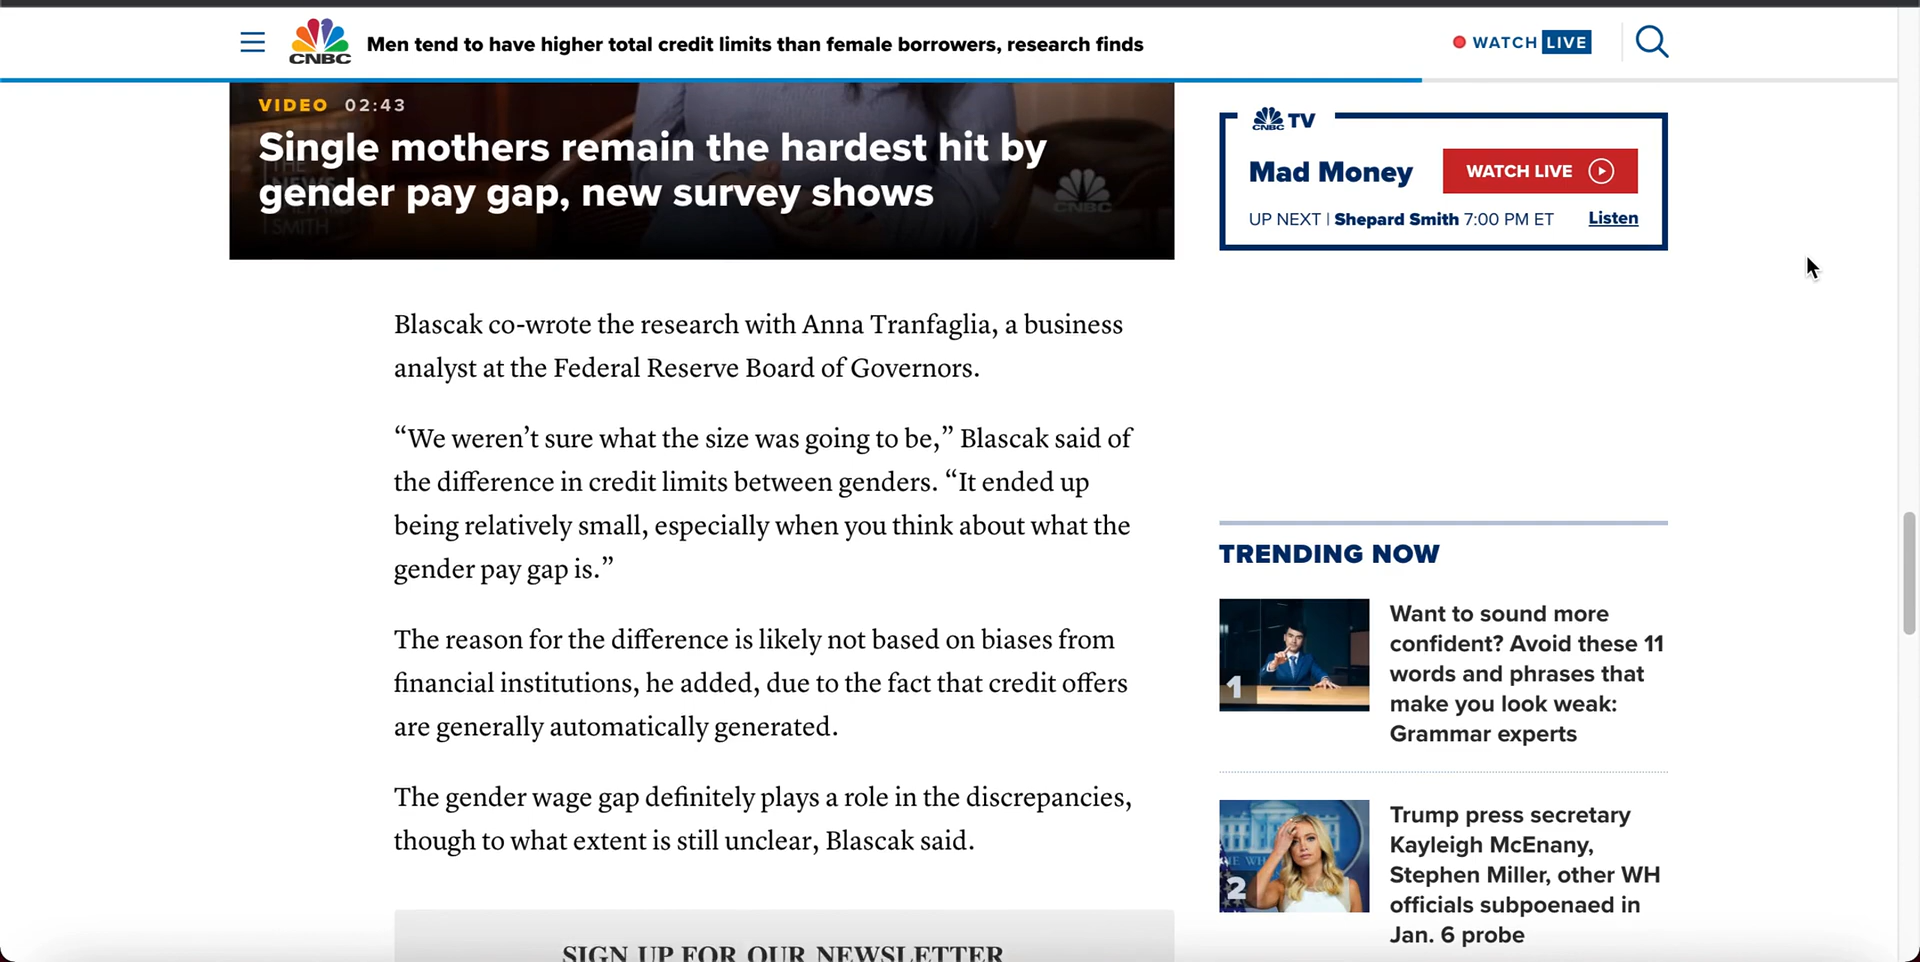 CNBC
Men tend to have higher total credit limits than female borrowers, research finds
WATCH LIVE
VIDEO 02:43
Single mothers remain the hardest hit by
gender pay gap, new survey shows
THE
NEWS
SMITH
CNBC
Blascak co-wrote the research with Anna Tranfaglia, a business
analyst at the Federal Reserve Board of Governors.
“We weren’t sure what the size was going to be,” Blascak said of
the difference in credit limits between genders. “It ended up
being relatively small, especially when you think about what the
gender pay gap is.”
The reason for the difference is likely not based on biases from
financial institutions, he added, due to the fact that credit offers
are generally automatically generated.
The gender wage gap definitely plays a role in the discrepancies,
though to what extent is still unclear, Blascak said.
SIGN UP FOR OUR NEWSLETTER
CNBC TV
Mad Money
WATCH LIVE
UP NEXT | Shepard Smith 7:00 PM ET
Listen
TRENDING NOW
1
Want to sound more
confident? Avoid these 11
words and phrases that
make you look weak:
Grammar experts
2
Trump press secretary
Kayleigh McEnany,
Stephen Miller, other WH
officials subpoenaed in
Jan. 6 probe